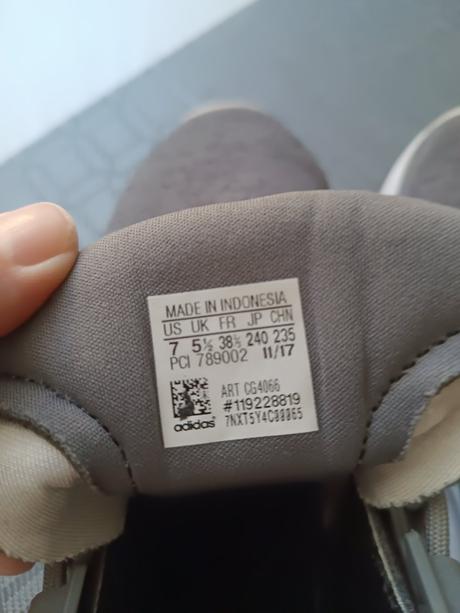 MADE IN INDONESIA
US UK FR JP CHN
7 5½ 38⅔ 240 235
PCI 789002 11/17
ART CG4066
#119228819
adidas 7NXT5Y4C00065